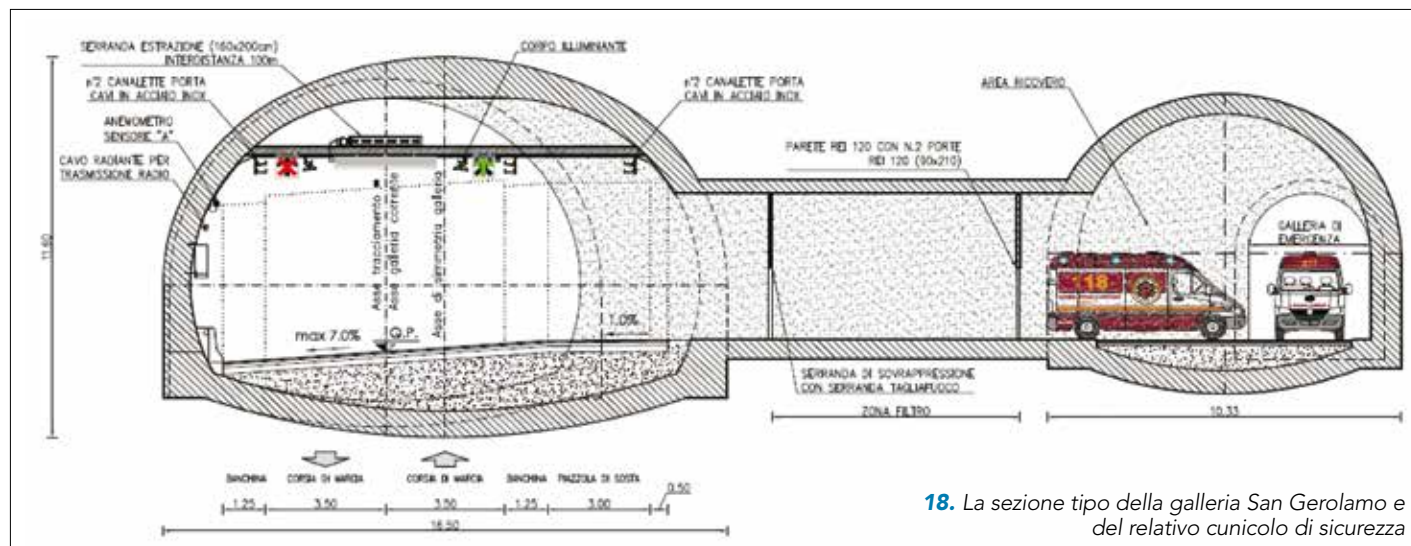 SERRANDA ESTRAZIONE (160x200cm)
INTERDISTANZA 100m
CORPO ILLUMINANTE
n°2 CANALETTE PORTA
CAVI IN ACCIAIO INOX
n°2 CANALETTE PORTA
CAVI IN ACCIAIO INOX
AREA RICOVERO
ANEMOMETRO
SENSORE "A"
CAVO RADIANTE PER
TRASMISSIONE RADIO
PARETE REI 120 CON N.2 PORTE
REI 120 (90x210)
11.60
Asse tracciamento
Asse galleria corrente
Asse di simmetria galleria
GALLERIA DI
EMERGENZA
118
max 7.0%
Q.P.
1.0%
SERRANDA DI SOVRAPPRESSIONE
CON SERRANDA TAGLIAFUOCO
ZONA FILTRO
10.33
BANCHINA CORSIA DI MARCIA CORSIA DI MARCIA BANCHINA PIAZZOLA DI SOSTA
1.25 3.50 3.50 1.25 3.00 0.50
16.50
18. La sezione tipo della galleria San Gerolamo e
del relativo cunicolo di sicurezza